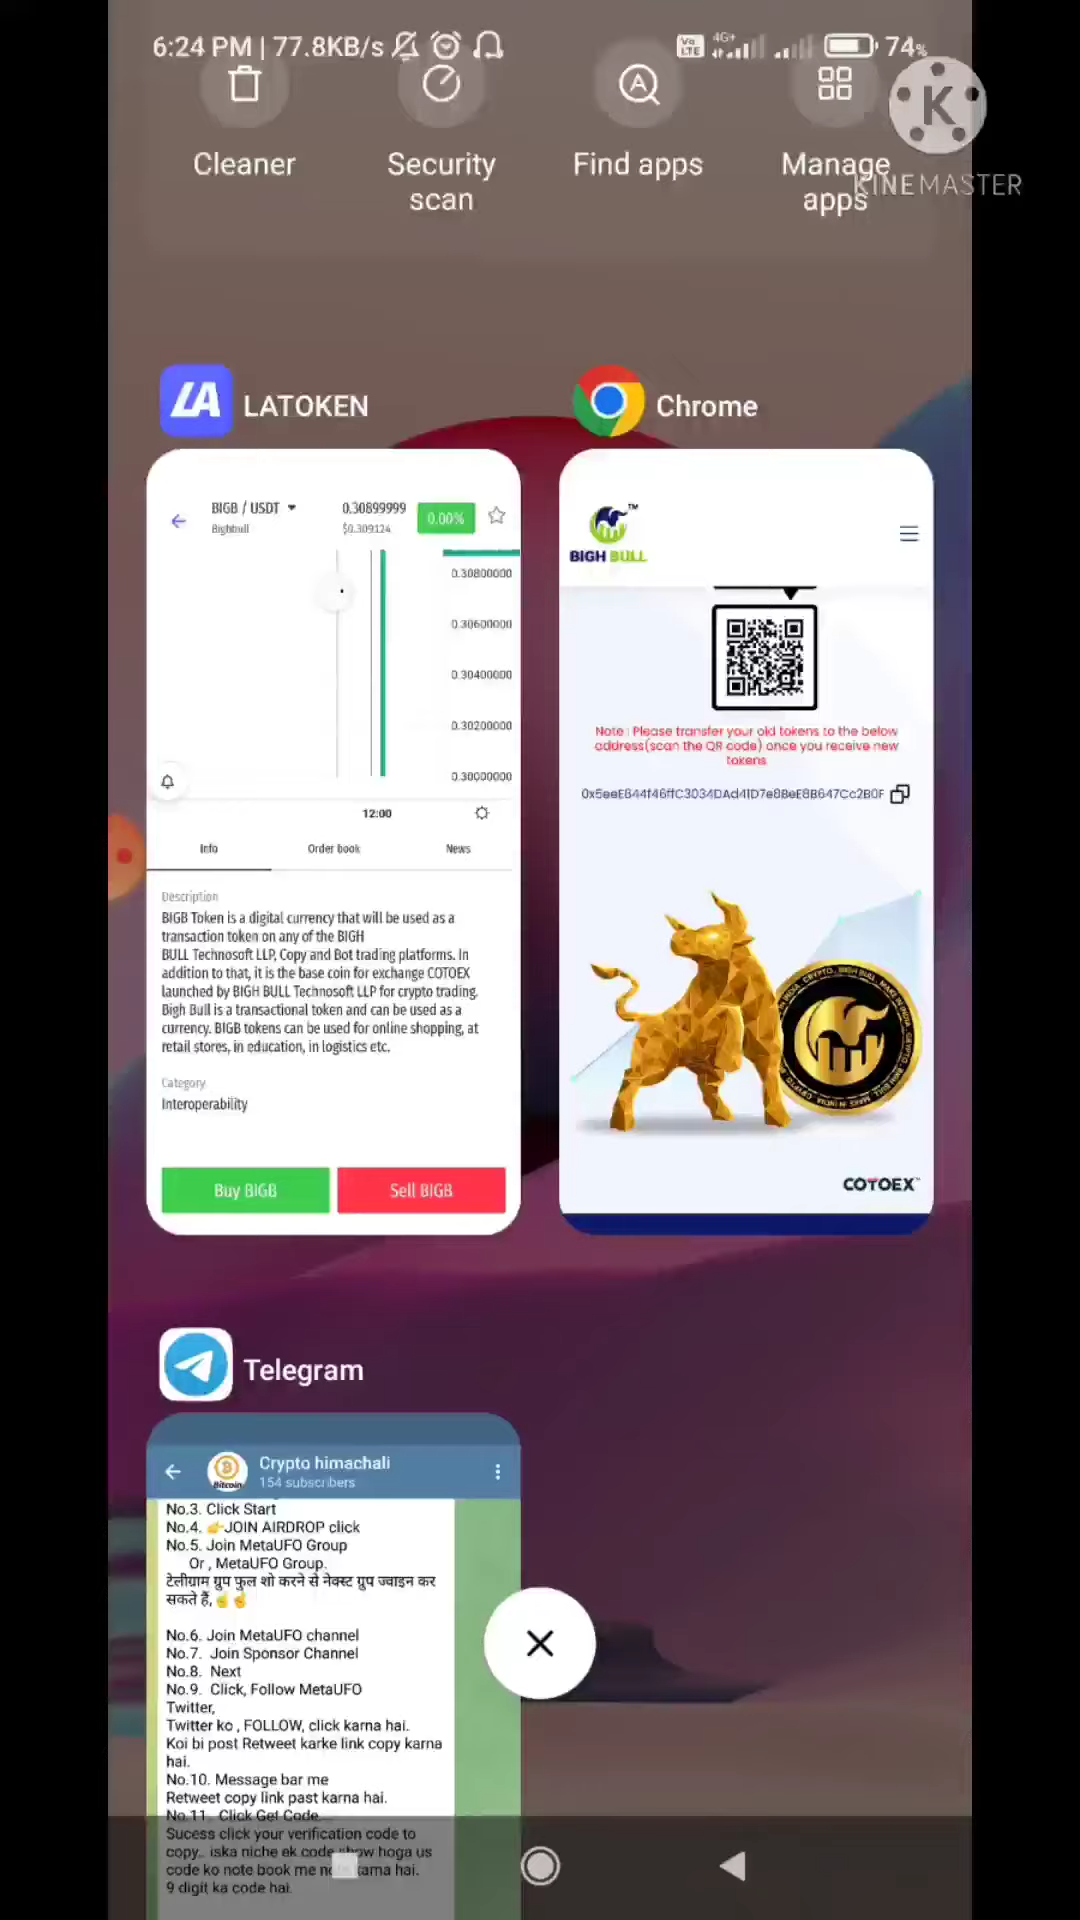 6:24 PM | 77.8KB/s
Vo LTE 4G+ 74%
K
KINEMASTER
Cleaner
Security scan
Find apps
Manage apps
LA LATOKEN
Chrome
BIGB / USDT
Bighbull
0.30899999
$0.309124
0.00%
0.30800000
0.30600000
0.30400000
0.30200000
0.30000000
12:00
Info Order book News
Description
BIGB Token is a digital currency that will be used as a
transaction token on any of the BIGH
BULL Technosoft LLP, Copy and Bot trading platforms. In
addition to that, it is the base coin for exchange COTOEX
launched by BIGH BULL Technosoft LLP for crypto trading.
Bigh Bull is a transactional token and can be used as a
currency. BIGB tokens can be used for online shopping, at
retail stores, in education, in logistics etc.
Category
Interoperability
Buy BIGB Sell BIGB
BIGH BULL™
Note : Please transfer your old tokens to the below
address(scan the QR code) once you receive new
tokens
0x5eeE844f46ffC3034DAd41D7e8BeE8B647Cc2B0F
COTOEX™
Telegram
Bitcoin
Crypto himachali
154 subscribers
No.3. Click Start
No.4. 👉JOIN AIRDROP click
No.5. Join MetaUFO Group
Or , MetaUFO Group.
टेलीग्राम ग्रुप फुल शो करने से नेक्स्ट ग्रुप ज्वाइन कर
सकते हैं,☝️☝️
No.6. Join MetaUFO channel
No.7. Join Sponsor Channel
No.8. Next
No.9. Click, Follow MetaUFO
Twitter,
Twitter ko , FOLLOW, click karna hai.
Koi bi post Retweet karke link copy karna
hai.
No.10. Message bar me
Retweet copy link past karna hai.
No.11. Click Get Code...
Sucess click your verification code to
copy.. iska niche ek code show hoga us
code ko note book me note karna hai.
9 digit ka code hai.